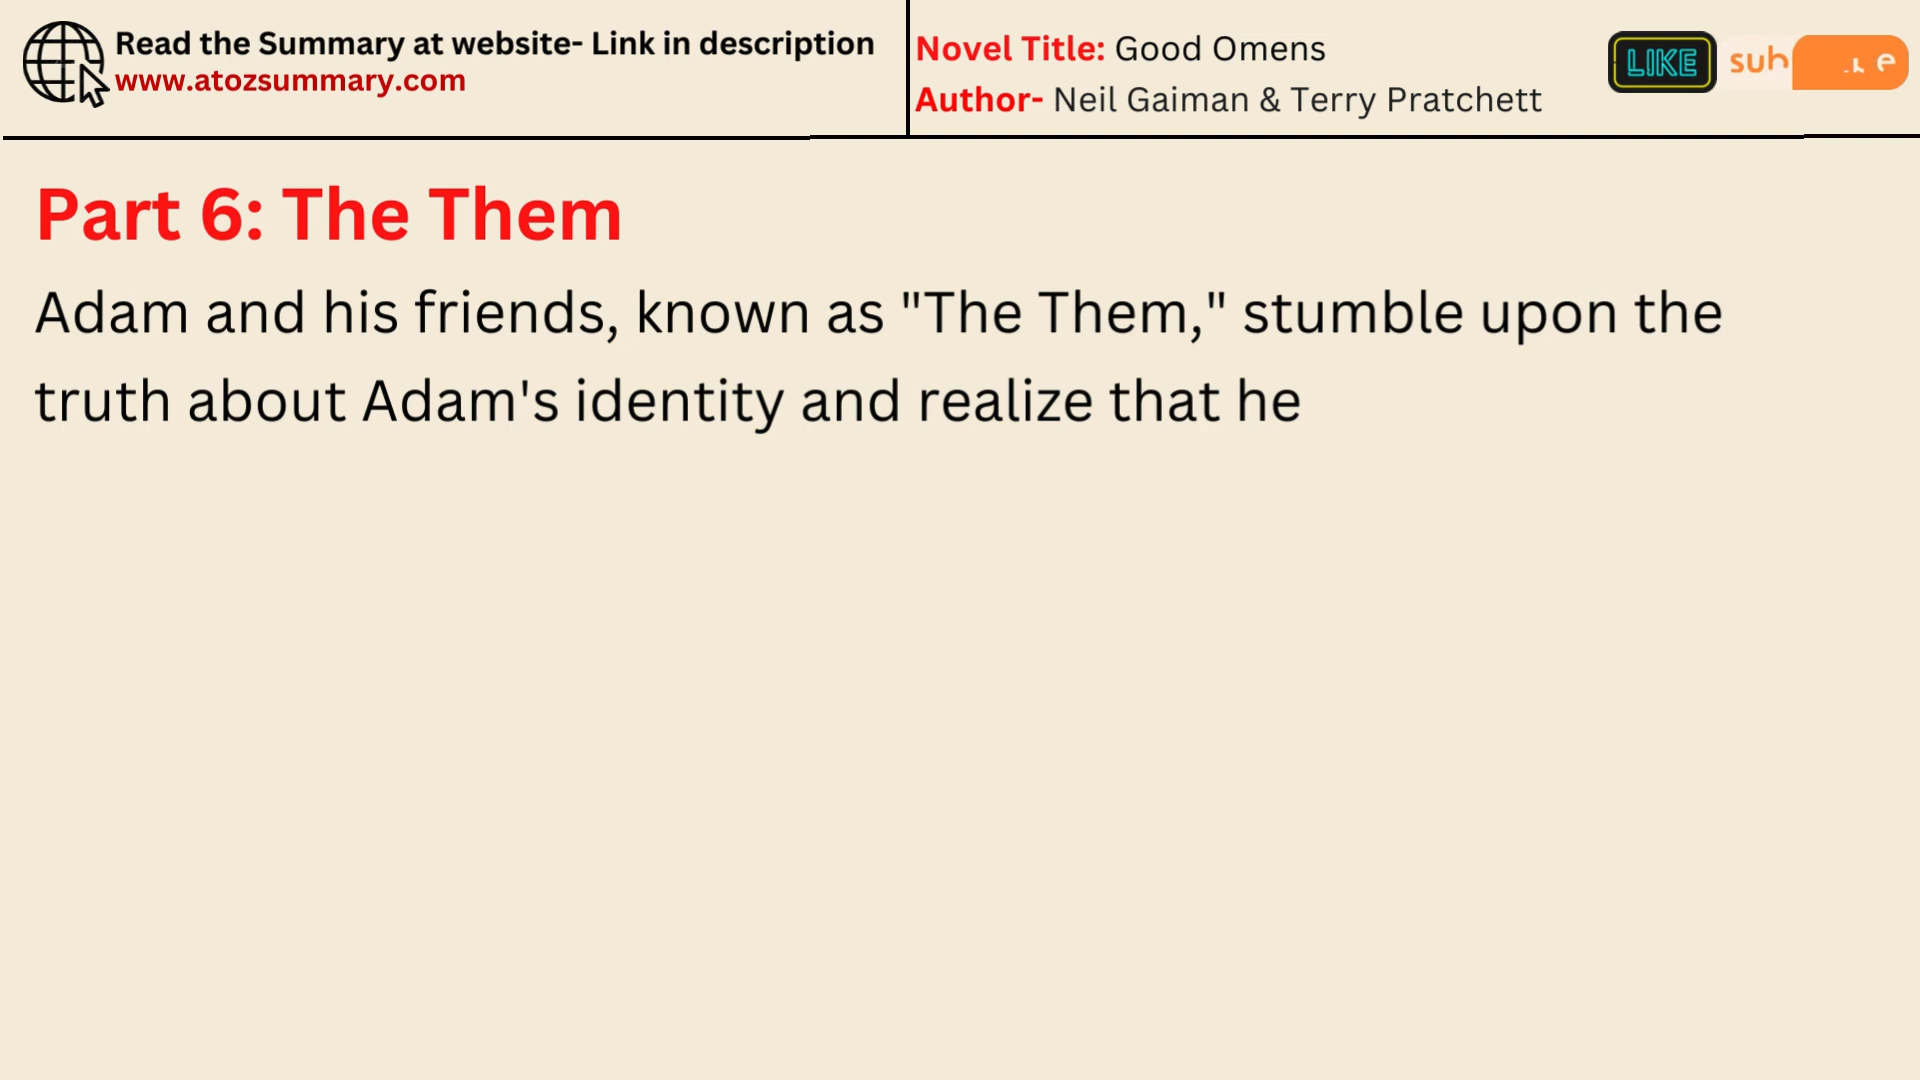 Read the Summary at website- Link in description
www.atozsummary.com
Novel Title: Good Omens
Author- Neil Gaiman & Terry Pratchett
LIKE
Part 6: The Them
Adam and his friends, known as "The Them," stumble upon the
truth about Adam's identity and realize that he